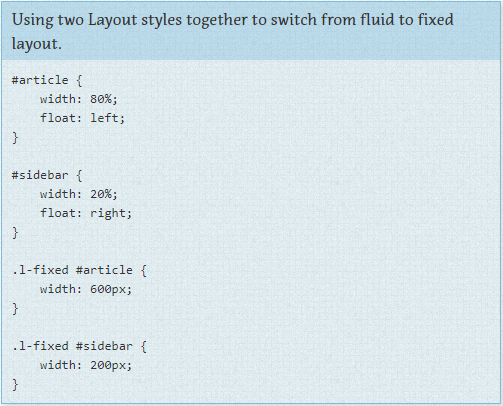 Using two Layout styles together to switch from fluid to fixed
layout.
#article {
    width: 80%;
    float: left;
}
#sidebar {
    width: 20%;
    float: right;
}
.l-fixed #article {
    width: 600px;
}
.l-fixed #sidebar {
    width: 200px;
}